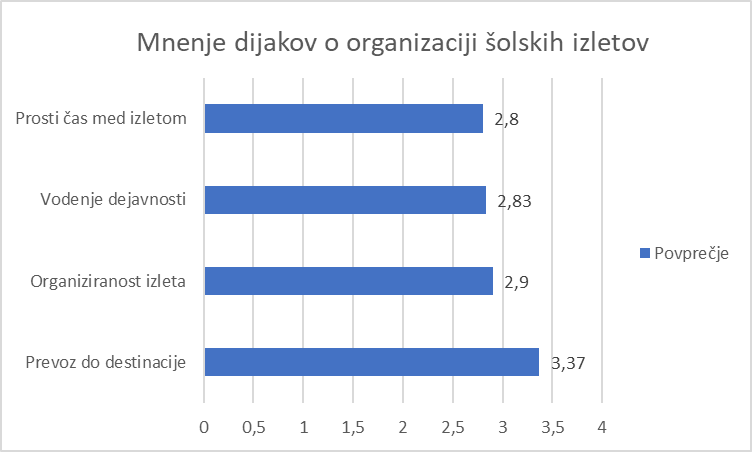 Mnenje dijakov o organizaciji šolskih izletov
Prosti čas med izletom
2,8
Vodenje dejavnosti
2,83
Organiziranost izleta
2,9
Prevoz do destinacije
3,37
0 0,5 1 1,5 2 2,5 3 3,5 4
Povprečje